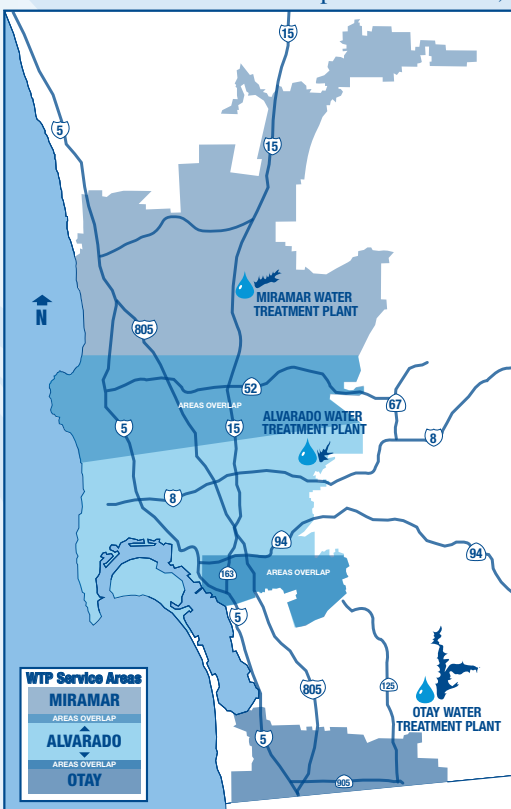 15
5
15
MIRAMAR WATER
TREATMENT PLANT
N
805
52
67
AREAS OVERLAP
ALVARADO WATER
TREATMENT PLANT
5
15
8
8
94
94
163
AREAS OVERLAP
5
805
125
OTAY WATER
TREATMENT PLANT
5
905
WTP Service Areas
MIRAMAR
AREAS OVERLAP
ALVARADO
AREAS OVERLAP
OTAY